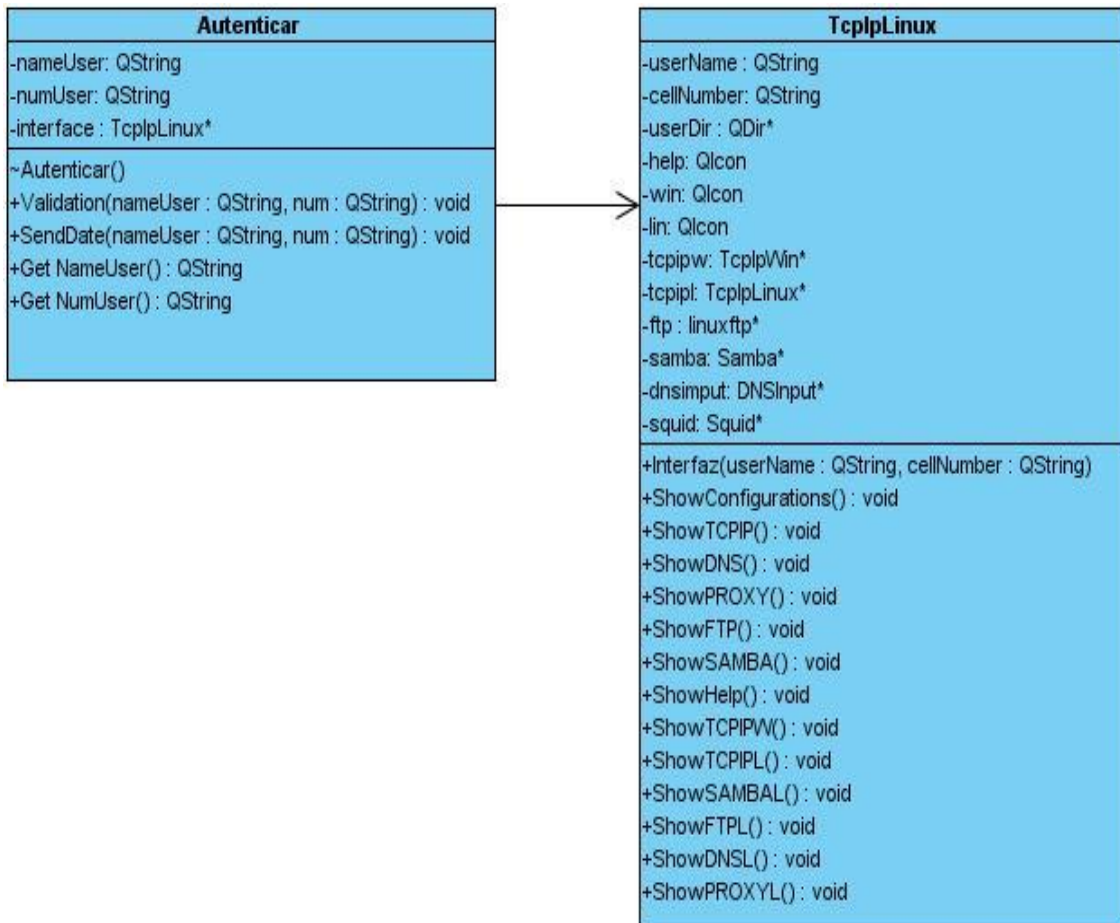 Autenticar
-nameUser: QString
-numUser: QString
-interface : TcpIpLinux*
~Autenticar()
+Validation(nameUser : QString, num : QString) : void
+SendDate(nameUser : QString, num : QString) : void
+Get NameUser() : QString
+Get NumUser() : QString
TcpIpLinux
-userName : QString
-cellNumber: QString
-userDir : QDir*
-help: QIcon
-win: QIcon
-lin: QIcon
-tcpipw: TcpIpWin*
-tcpipl: TcpIpLinux*
-ftp : linuxftp*
-samba: Samba*
-dnsimput: DNSInput*
-squid: Squid*
+Interfaz(userName : QString, cellNumber : QString)
+ShowConfigurations() : void
+ShowTCPIP() : void
+ShowDNS() : void
+ShowPROXY() : void
+ShowFTP() : void
+ShowSAMBA() : void
+ShowHelp() : void
+ShowTCPIPW() : void
+ShowTCPIPL() : void
+ShowSAMBAL() : void
+ShowFTPL() : void
+ShowDNSL() : void
+ShowPROXYL() : void